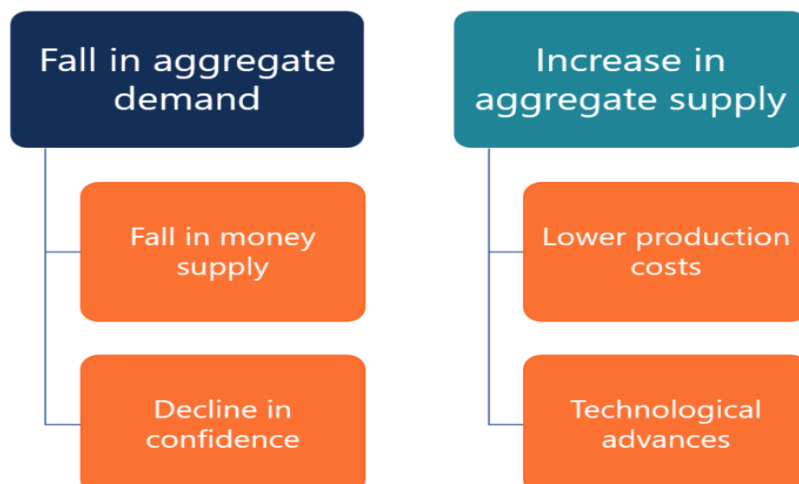 Fall in aggregate
demand
Fall in money
supply
Decline in
confidence
Increase in
aggregate supply
Lower production
costs
Technological
advances